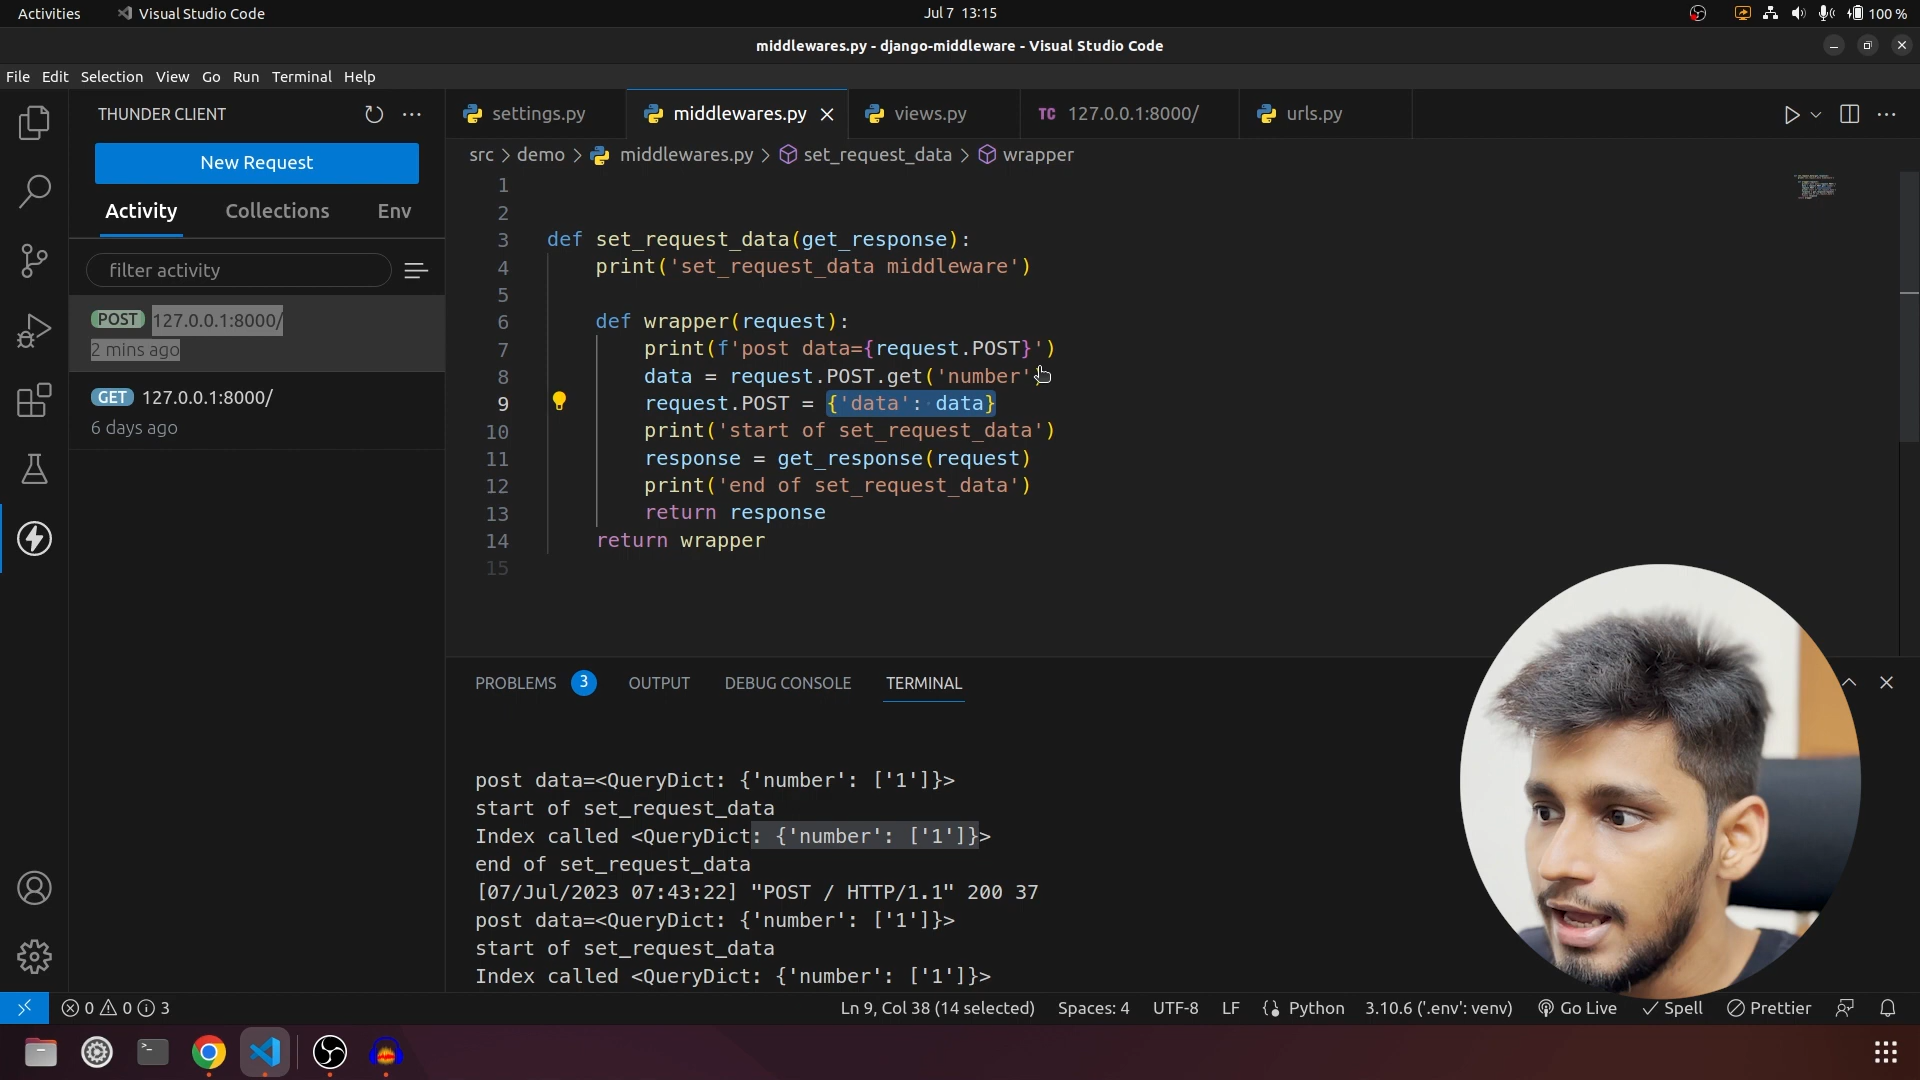 Activities
Visual Studio Code
Jul 7 13:15
100 %
middlewares.py - django-middleware - Visual Studio Code
File Edit Selection View Go Run Terminal Help
THUNDER CLIENT
New Request
Activity Collections Env
filter activity
POST 127.0.0.1:8000/
2 mins ago
GET 127.0.0.1:8000/
6 days ago
settings.py
middlewares.py
views.py
TC 127.0.0.1:8000/
urls.py
src > demo > middlewares.py > set_request_data > wrapper
1
2
3 def set_request_data(get_response):
4 print('set_request_data middleware')
5
6 def wrapper(request):
7 print(f'post data={request.POST}')
8 data = request.POST.get('number')
9 request.POST = {'data': data}
10 print('start of set_request_data')
11 response = get_response(request)
12 print('end of set_request_data')
13 return response
14 return wrapper
15
PROBLEMS 3 OUTPUT DEBUG CONSOLE TERMINAL
post data=<QueryDict: {'number': ['1']}>
start of set_request_data
Index called <QueryDict: {'number': ['1']}>
end of set_request_data
[07/Jul/2023 07:43:22] "POST / HTTP/1.1" 200 37
post data=<QueryDict: {'number': ['1']}>
start of set_request_data
Index called <QueryDict: {'number': ['1']}>
0 0 3
Ln 9, Col 38 (14 selected) Spaces: 4 UTF-8 LF Python 3.10.6 ('.env': venv) Go Live Spell Prettier